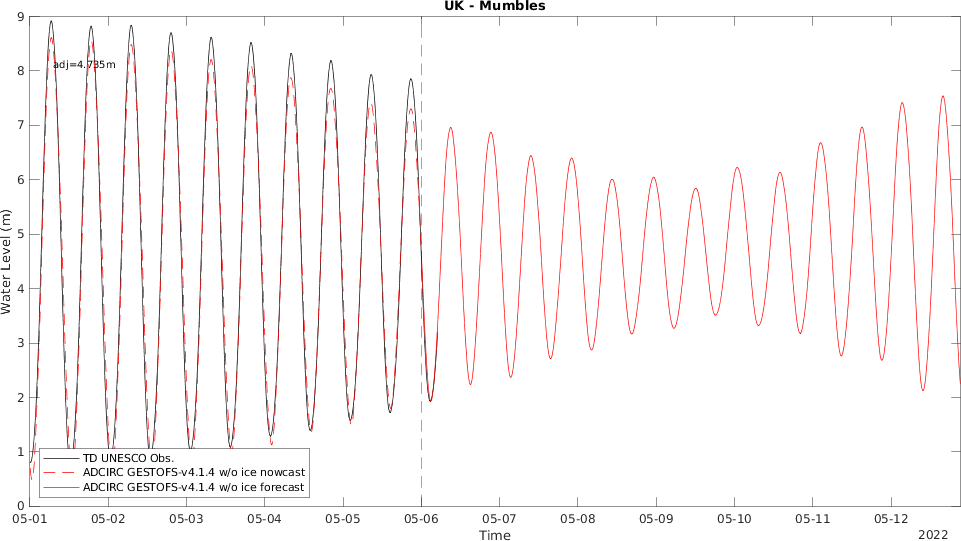 UK - Mumbles
9
8
7
6
5
4
3
2
1
0
Water Level (m)
adj=4.735m
TD UNESCO Obs.
ADCIRC GESTOFS-v4.1.4 w/o ice nowcast
ADCIRC GESTOFS-v4.1.4 w/o ice forecast
05-01 05-02 05-03 05-04 05-05 05-06 05-07 05-08 05-09 05-10 05-11 05-12
Time
2022